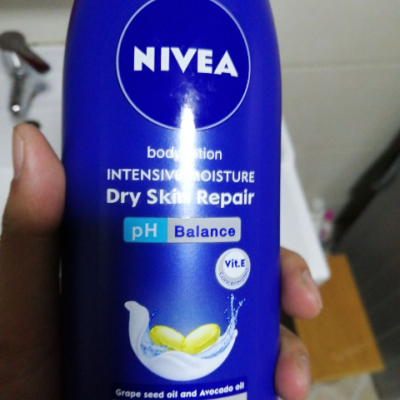 NIVEA
body lotion
INTENSIVE MOISTURE
Dry Skin Repair
pH Balance
Vit.E
Grape seed oil and Avocado oil